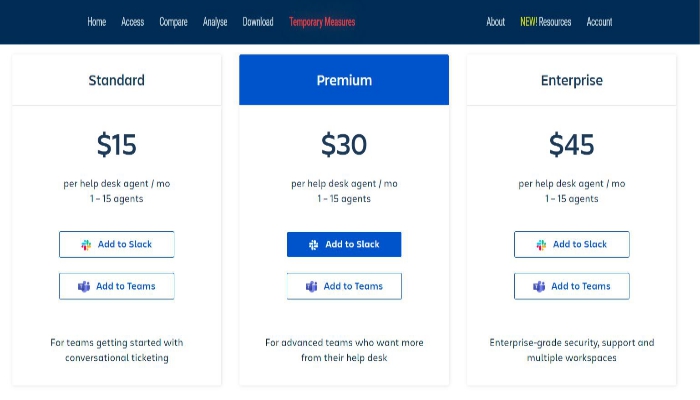 Home Access Compare Analyse Download Temporary Measures About NEW! Resources Account
Standard
$15
per help desk agent / mo
1 – 15 agents
Add to Slack
Add to Teams
For teams getting started with
conversational ticketing
Premium
$30
per help desk agent / mo
1 – 15 agents
Add to Slack
Add to Teams
For advanced teams who want more
from their help desk
Enterprise
$45
per help desk agent / mo
1 – 15 agents
Add to Slack
Add to Teams
Enterprise-grade security, support and
multiple workspaces